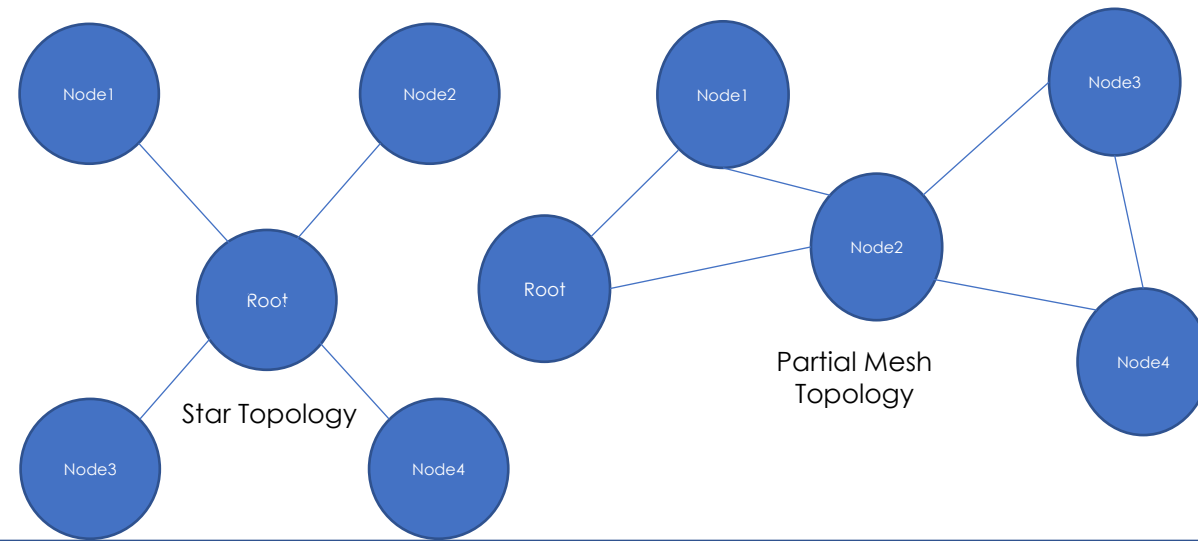 Node1
Node2
Root
Node3
Node4
Star Topology
Node1
Node3
Node2
Root
Node4
Partial Mesh
Topology